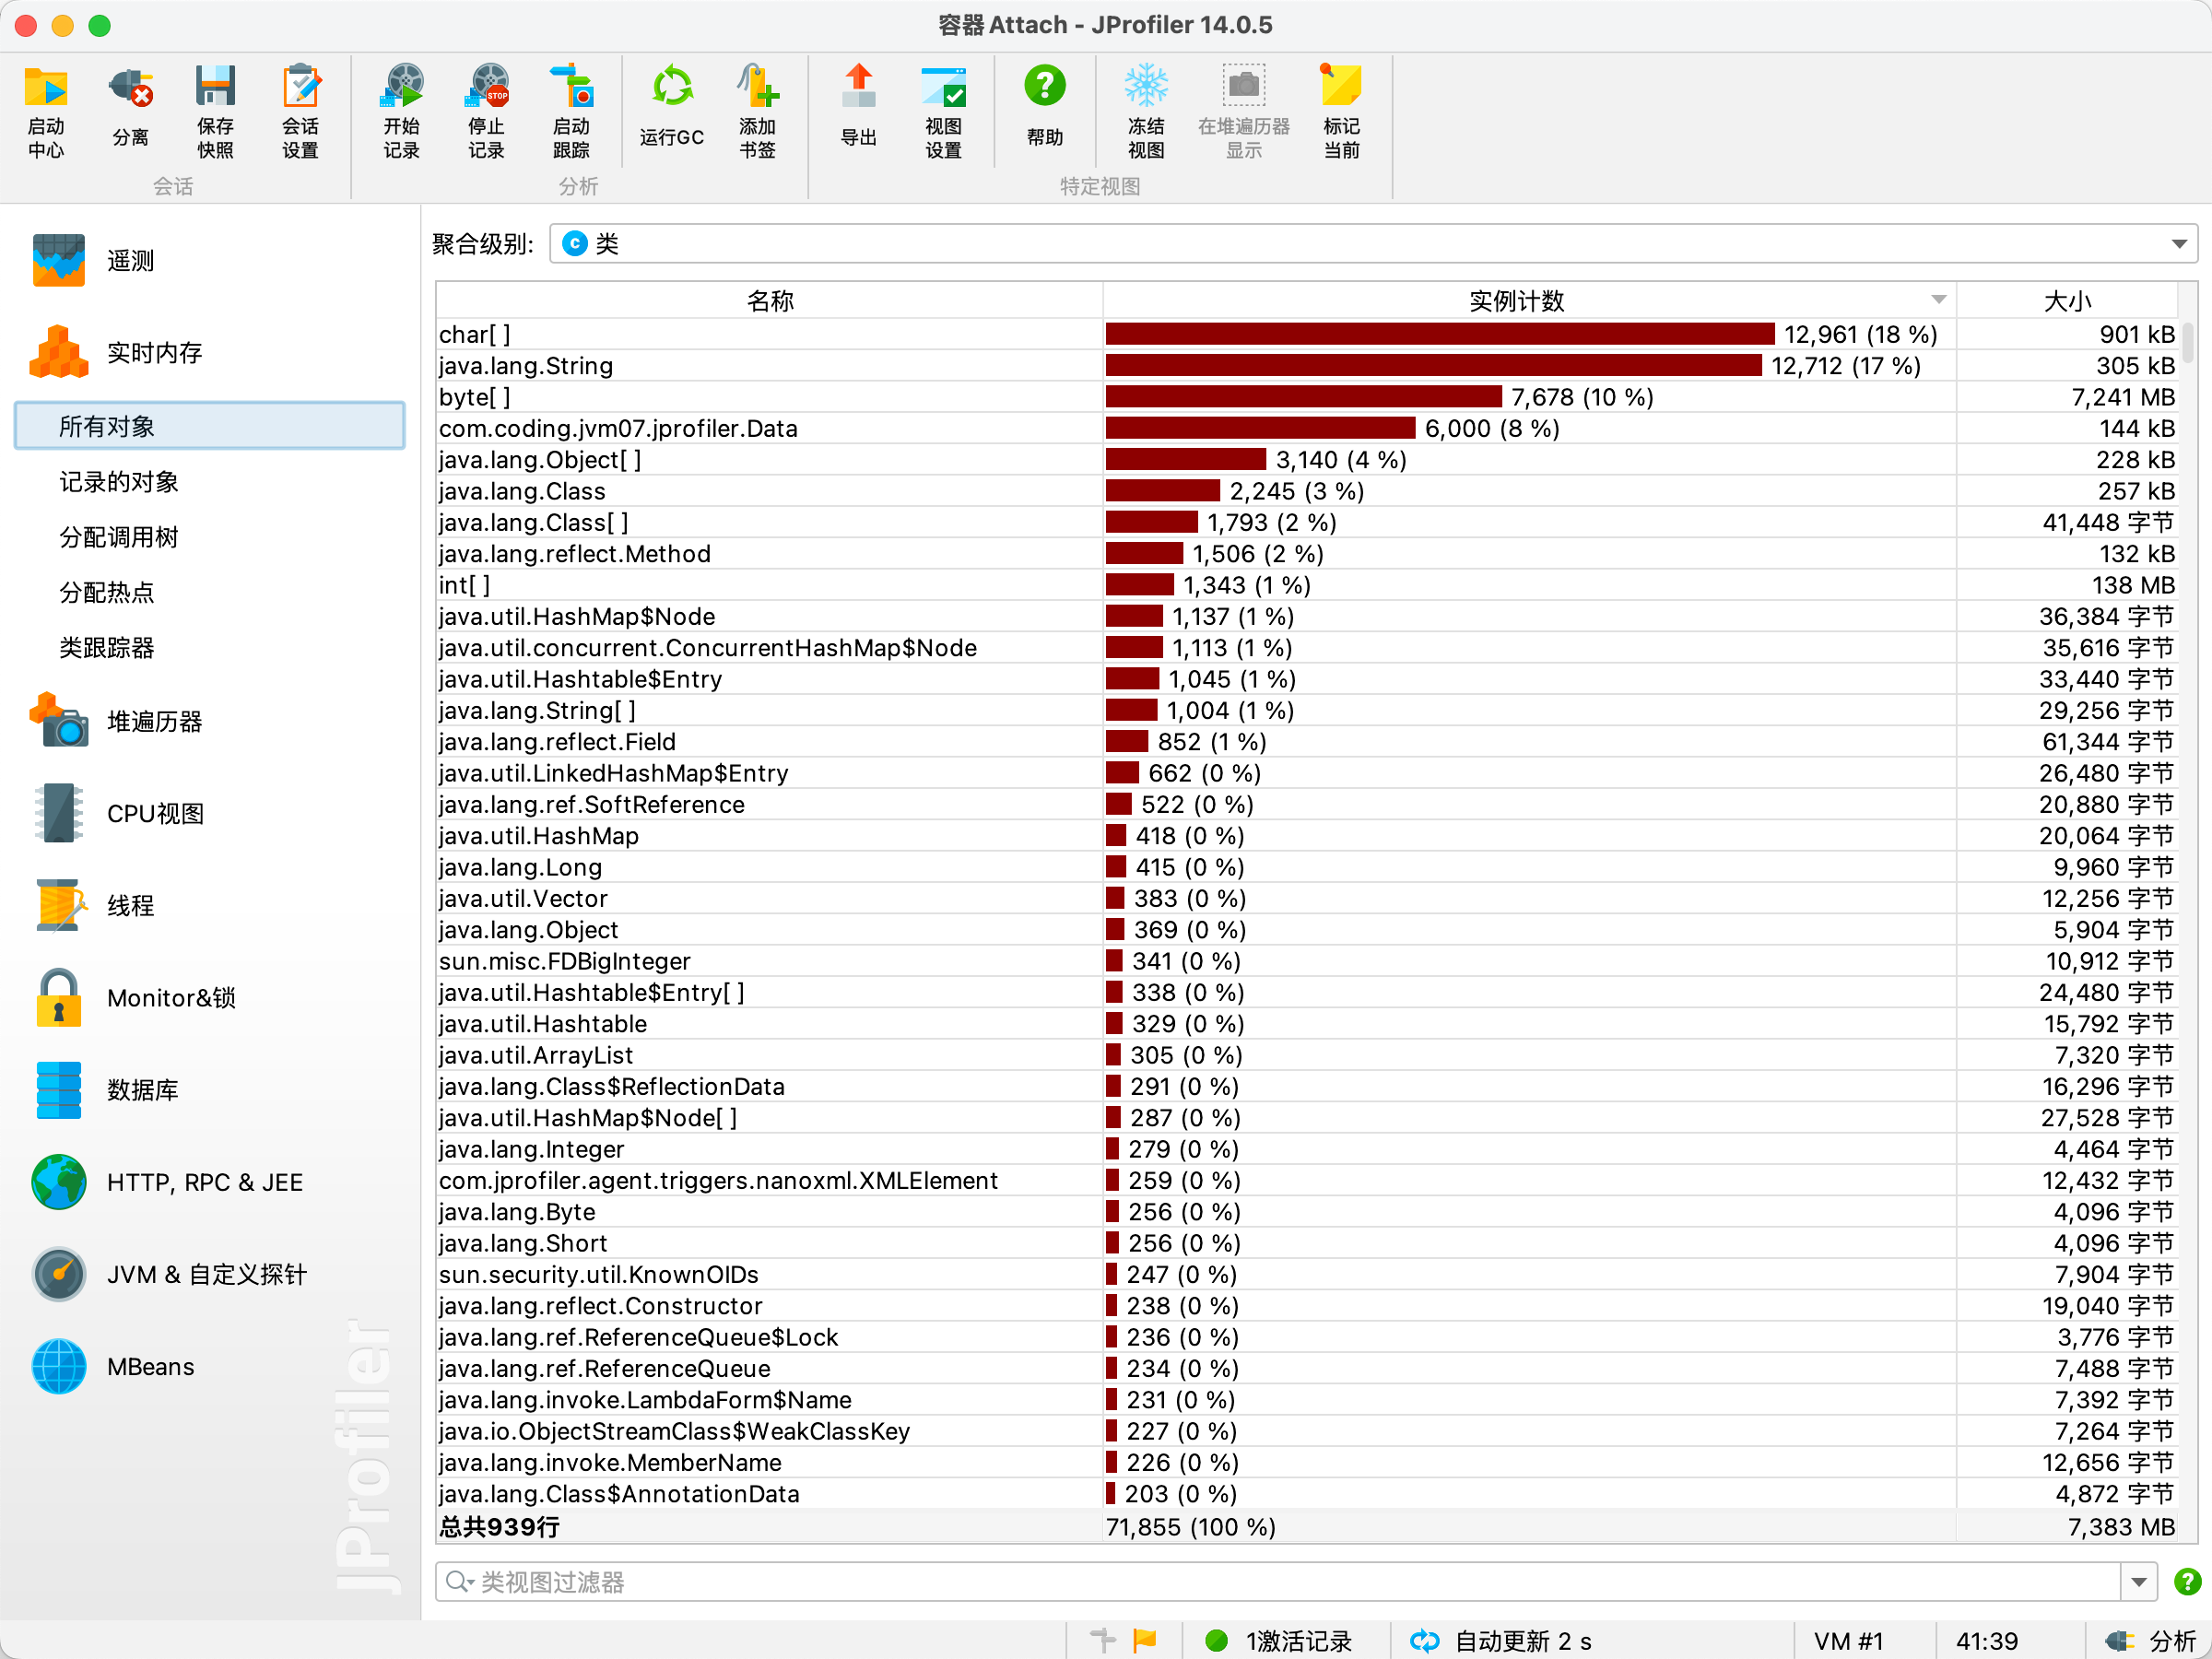 容器 Attach - JProfiler 14.0.5
启动中心
分离
保存快照
会话设置
开始记录
停止记录
启动跟踪
运行GC
添加书签
导出
视图设置
帮助
冻结视图
在堆遍历器显示
标记当前
会话
分析
特定视图
遥测
实时内存
所有对象
记录的对象
分配调用树
分配热点
类跟踪器
堆遍历器
CPU视图
线程
Monitor&锁
数据库
HTTP, RPC & JEE
JVM & 自定义探针
MBeans
JProfiler
聚合级别: 类
名称 实例计数 大小
char[ ] 12,961 (18 %) 901 kB
java.lang.String 12,712 (17 %) 305 kB
byte[ ] 7,678 (10 %) 7,241 MB
com.coding.jvm07.jprofiler.Data 6,000 (8 %) 144 kB
java.lang.Object[ ] 3,140 (4 %) 228 kB
java.lang.Class 2,245 (3 %) 257 kB
java.lang.Class[ ] 1,793 (2 %) 41,448 字节
java.lang.reflect.Method 1,506 (2 %) 132 kB
int[ ] 1,343 (1 %) 138 MB
java.util.HashMap$Node 1,137 (1 %) 36,384 字节
java.util.concurrent.ConcurrentHashMap$Node 1,113 (1 %) 35,616 字节
java.util.Hashtable$Entry 1,045 (1 %) 33,440 字节
java.lang.String[ ] 1,004 (1 %) 29,256 字节
java.lang.reflect.Field 852 (1 %) 61,344 字节
java.util.LinkedHashMap$Entry 662 (0 %) 26,480 字节
java.lang.ref.SoftReference 522 (0 %) 20,880 字节
java.util.HashMap 418 (0 %) 20,064 字节
java.lang.Long 415 (0 %) 9,960 字节
java.util.Vector 383 (0 %) 12,256 字节
java.lang.Object 369 (0 %) 5,904 字节
sun.misc.FDBigInteger 341 (0 %) 10,912 字节
java.util.Hashtable$Entry[ ] 338 (0 %) 24,480 字节
java.util.Hashtable 329 (0 %) 15,792 字节
java.util.ArrayList 305 (0 %) 7,320 字节
java.lang.Class$ReflectionData 291 (0 %) 16,296 字节
java.util.HashMap$Node[ ] 287 (0 %) 27,528 字节
java.lang.Integer 279 (0 %) 4,464 字节
com.jprofiler.agent.triggers.nanoxml.XMLElement 259 (0 %) 12,432 字节
java.lang.Byte 256 (0 %) 4,096 字节
java.lang.Short 256 (0 %) 4,096 字节
sun.security.util.KnownOIDs 247 (0 %) 7,904 字节
java.lang.reflect.Constructor 238 (0 %) 19,040 字节
java.lang.ref.ReferenceQueue$Lock 236 (0 %) 3,776 字节
java.lang.ref.ReferenceQueue 234 (0 %) 7,488 字节
java.lang.invoke.LambdaForm$Name 231 (0 %) 7,392 字节
java.io.ObjectStreamClass$WeakClassKey 227 (0 %) 7,264 字节
java.lang.invoke.MemberName 226 (0 %) 12,656 字节
java.lang.Class$AnnotationData 203 (0 %) 4,872 字节
总共939行 71,855 (100 %) 7,383 MB
类视图过滤器
1激活记录 自动更新 2 s VM #1 41:39 分析